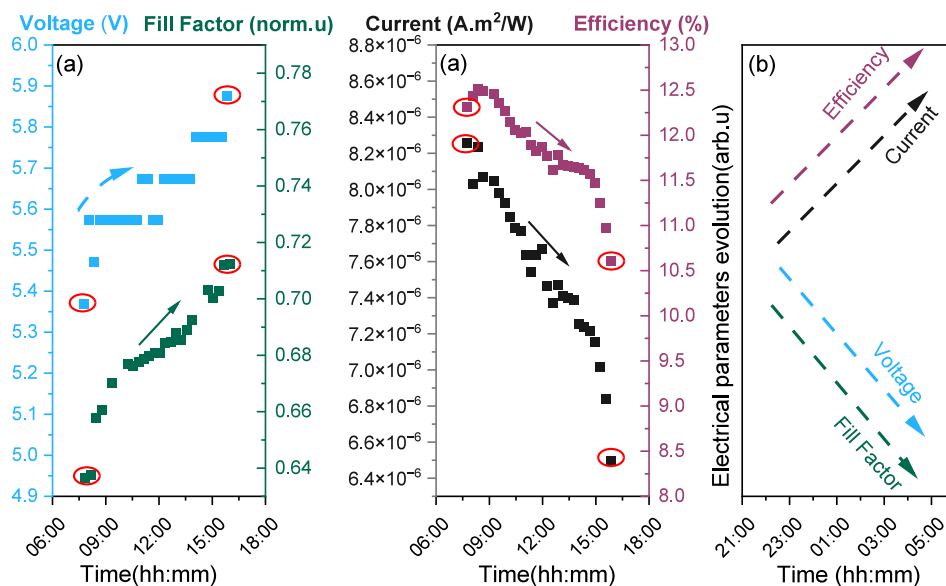 Voltage (V) Fill Factor (norm.u) Current (A.m²/W) Efficiency (%)
(a)
6.0
5.9
5.8
5.7
5.6
5.5
5.4
5.3
5.2
5.1
5.0
4.9
0.78
0.76
0.74
0.72
0.70
0.68
0.66
0.64
06:00 09:00 12:00 15:00 18:00
Time(hh:mm)
(a)
8.8×10⁻⁶
8.6×10⁻⁶
8.4×10⁻⁶
8.2×10⁻⁶
8.0×10⁻⁶
7.8×10⁻⁶
7.6×10⁻⁶
7.4×10⁻⁶
7.2×10⁻⁶
7.0×10⁻⁶
6.8×10⁻⁶
6.6×10⁻⁶
6.4×10⁻⁶
13.0
12.5
12.0
11.5
11.0
10.5
10.0
9.5
9.0
8.5
8.0
06:00 09:00 12:00 15:00 18:00
Time(hh:mm)
(b)
Electrical parameters evolution(arb.u)
Efficiency
Current
Voltage
Fill Factor
21:00 23:00 01:00 03:00 05:00
Time (hh:mm)